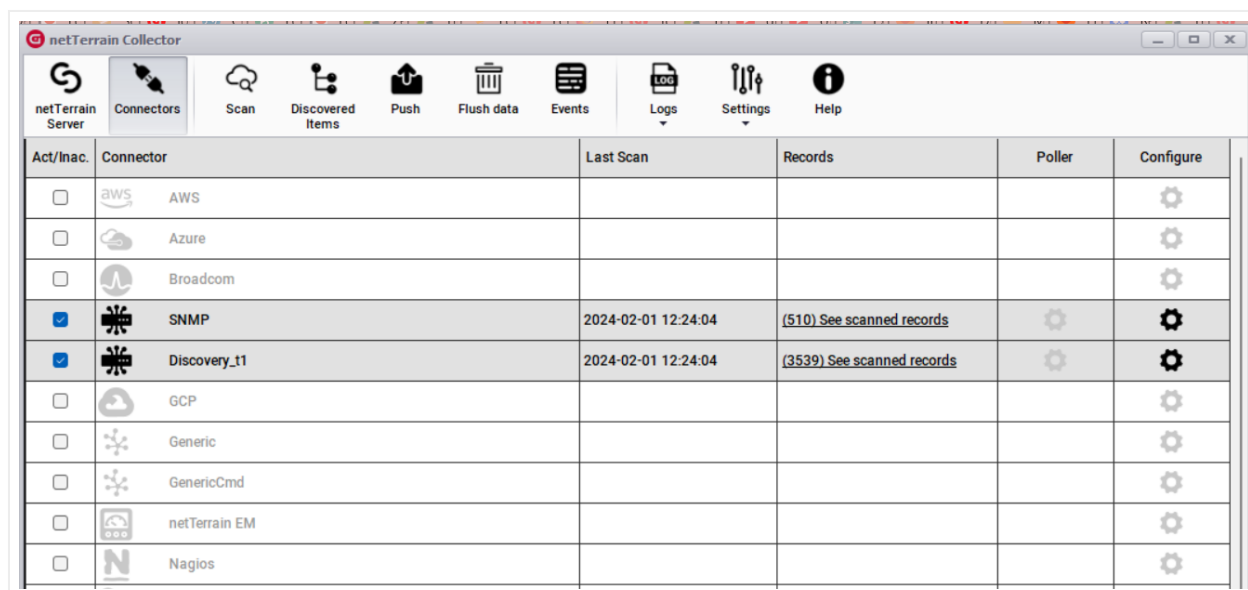 netTerrain Collector
netTerrain Server
Connectors
Scan
Discovered Items
Push
Flush data
Events
LOG
Logs
Settings
Help
Act/Inac. Connector Last Scan Records Poller Configure
aws AWS
Azure
Broadcom
SNMP 2024-02-01 12:24:04 (510) See scanned records
Discovery_t1 2024-02-01 12:24:04 (3539) See scanned records
GCP
Generic
GenericCmd
netTerrain EM
N Nagios